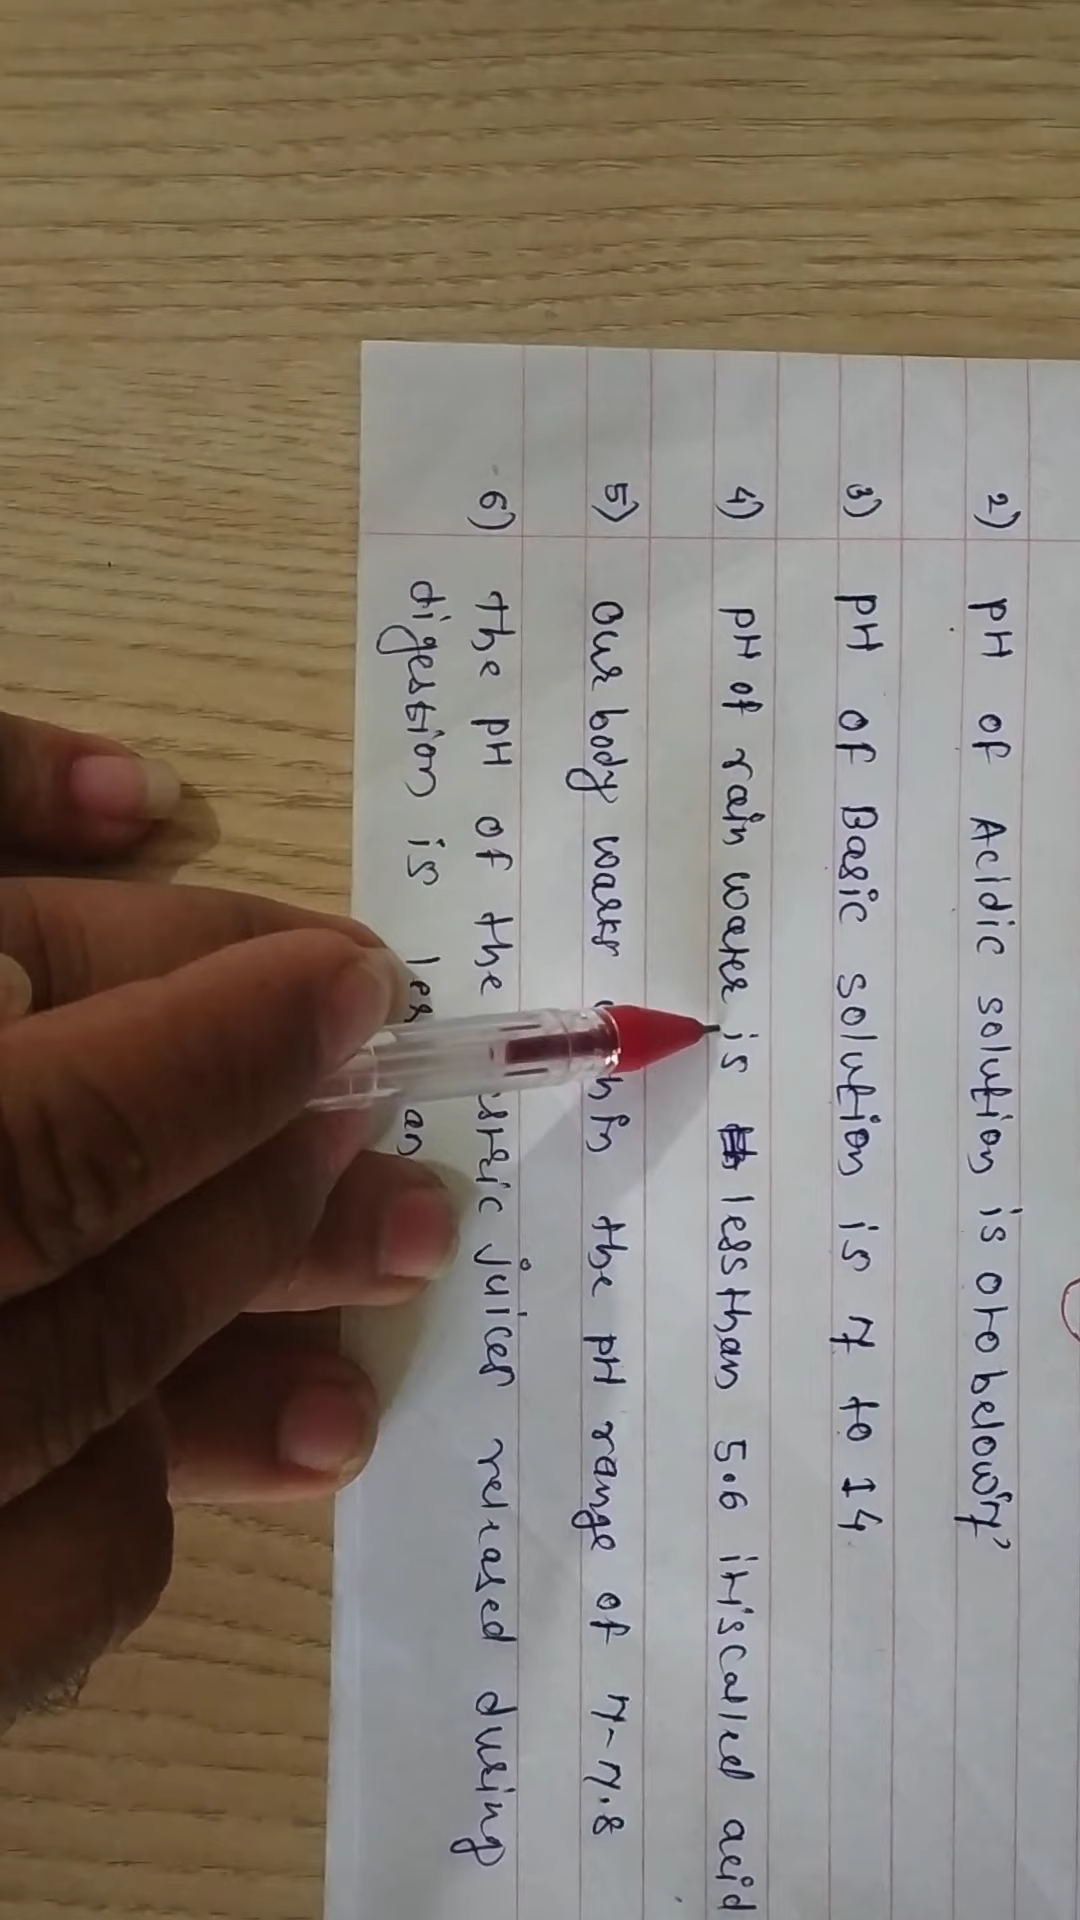 2) pH of Acidic solution is 0 to below '7'
3) pH of Basic solution is 7 to 14
4) pH of rain water is less than 5.6 it is called acid
5) Our body works the pH range of 7-7.8
6) The pH of the juices released during
digestion is